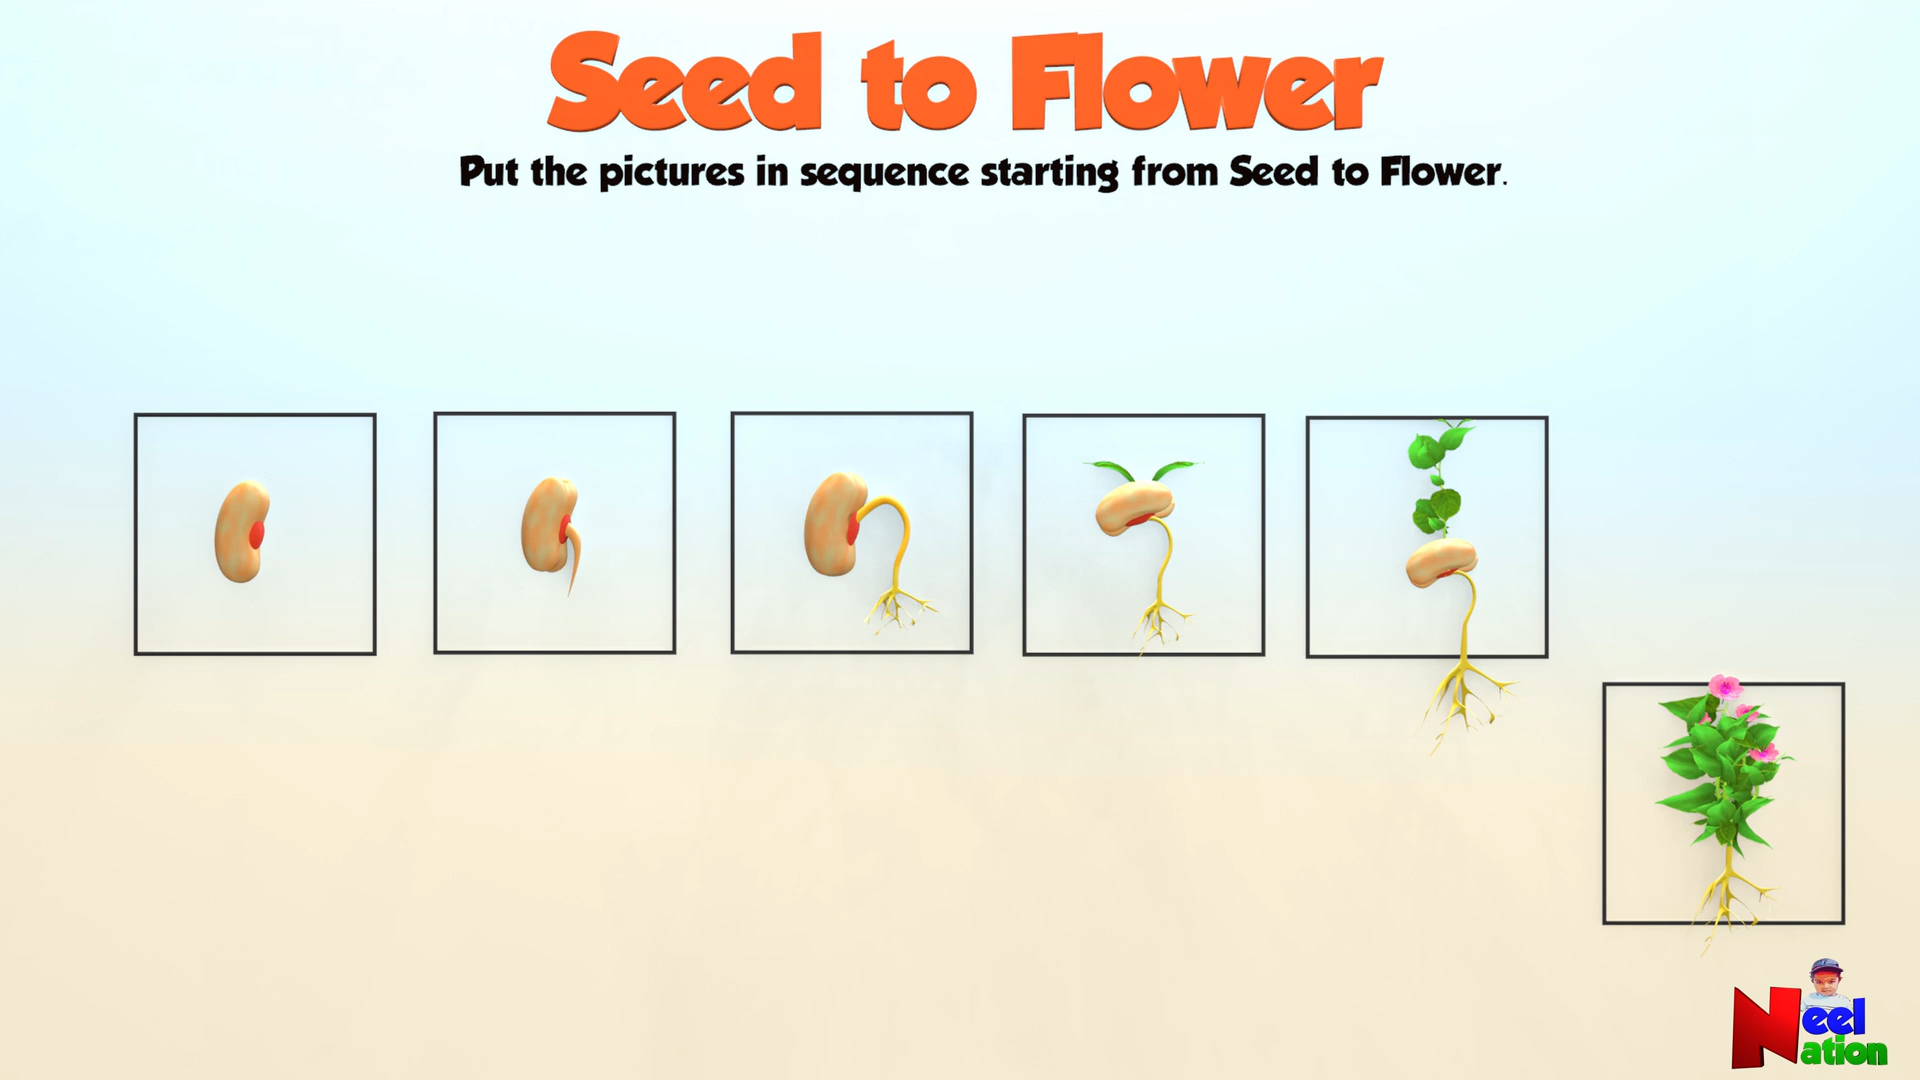 Seed to Flower
Put the pictures in sequence starting from Seed to Flower.
Neel
Nation